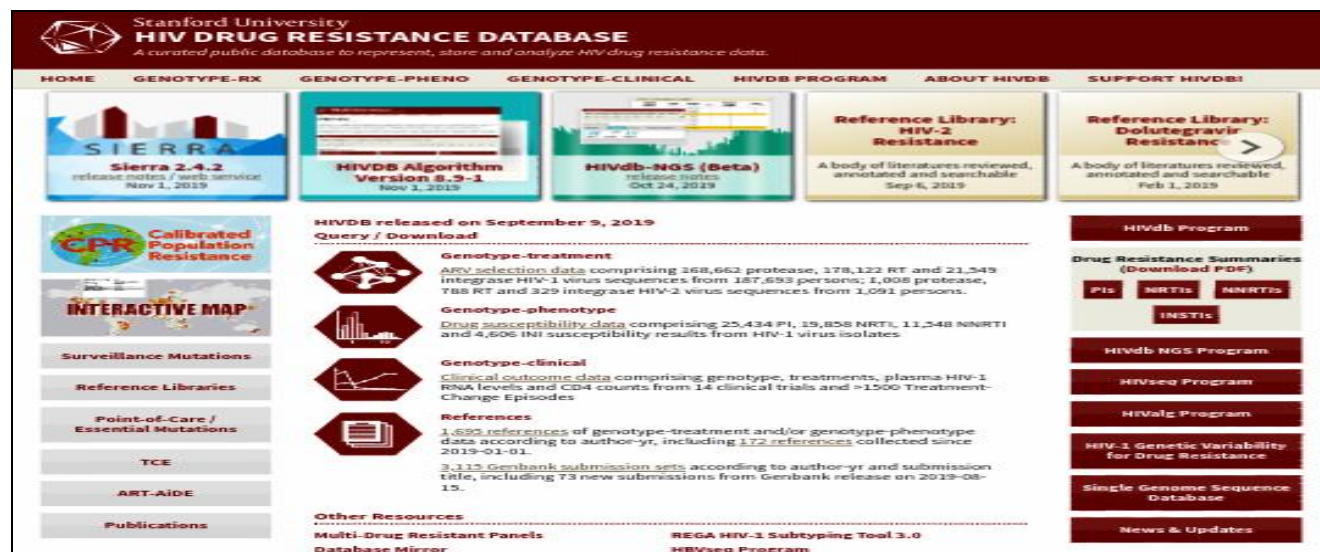 Stanford University
HIV DRUG RESISTANCE DATABASE
A curated public database to represent, store and analyze HIV drug resistance data.
HOME GENOTYPE-RX GENOTYPE-PHENO GENOTYPE-CLINICAL HIVDB PROGRAM ABOUT HIVDB SUPPORT HIVDB!
SIERRA
Sierra 2.4.2
release notes / web service
Nov 1, 2019
HIVDB Algorithm
Version 8.9-1
Nov 1, 2019
HIVdb-NGS (Beta)
release notes
Oct 24, 2019
Reference Library:
HIV-2
Resistance
A body of literatures reviewed,
annotated and searchable
Sep 6, 2019
Reference Library:
Dolutegravir
Resistance
A body of literatures reviewed,
annotated and searchable
Feb 1, 2019
CPR Calibrated
Population
Resistance
INTERACTIVE MAP
Surveillance Mutations
Reference Libraries
Point-of-Care /
Essential Mutations
TCE
ART-AiDE
Publications
HIVDB released on September 9, 2019
Query / Download
Genotype-treatment
ARV selection data comprising 168,662 protease, 178,122 RT and 21,549
integrase HIV-1 virus sequences from 187,693 persons; 1,008 protease,
788 RT and 329 integrase HIV-2 virus sequences from 1,091 persons.
Genotype-phenotype
Drug susceptibility data comprising 25,434 PI, 19,858 NRTI, 11,548 NNRTI
and 4,606 INI susceptibility results from HIV-1 virus isolates
Genotype-clinical
Clinical outcome data comprising genotype, treatments, plasma HIV-1
RNA levels and CD4 counts from 14 clinical trials and >1500 Treatment-
Change Episodes
References
1,695 references of genotype-treatment and/or genotype-phenotype
data according to author-yr, including 172 references collected since
2019-01-01.
3,115 Genbank submission sets according to author-yr and submission
title, including 73 new submissions from Genbank release on 2019-08-
15.
Other Resources
Multi-Drug Resistant Panels REGA HIV-1 Subtyping Tool 3.0
Database Mirror HBVseq Program
HIVdb Program
Drug Resistance Summaries
(Download PDF)
PIs NRTIs NNRTIs
INSTIs
HIVdb NGS Program
HIVseq Program
HIValg Program
HIV-1 Genetic Variability
for Drug Resistance
Single Genome Sequence
Database
News & Updates